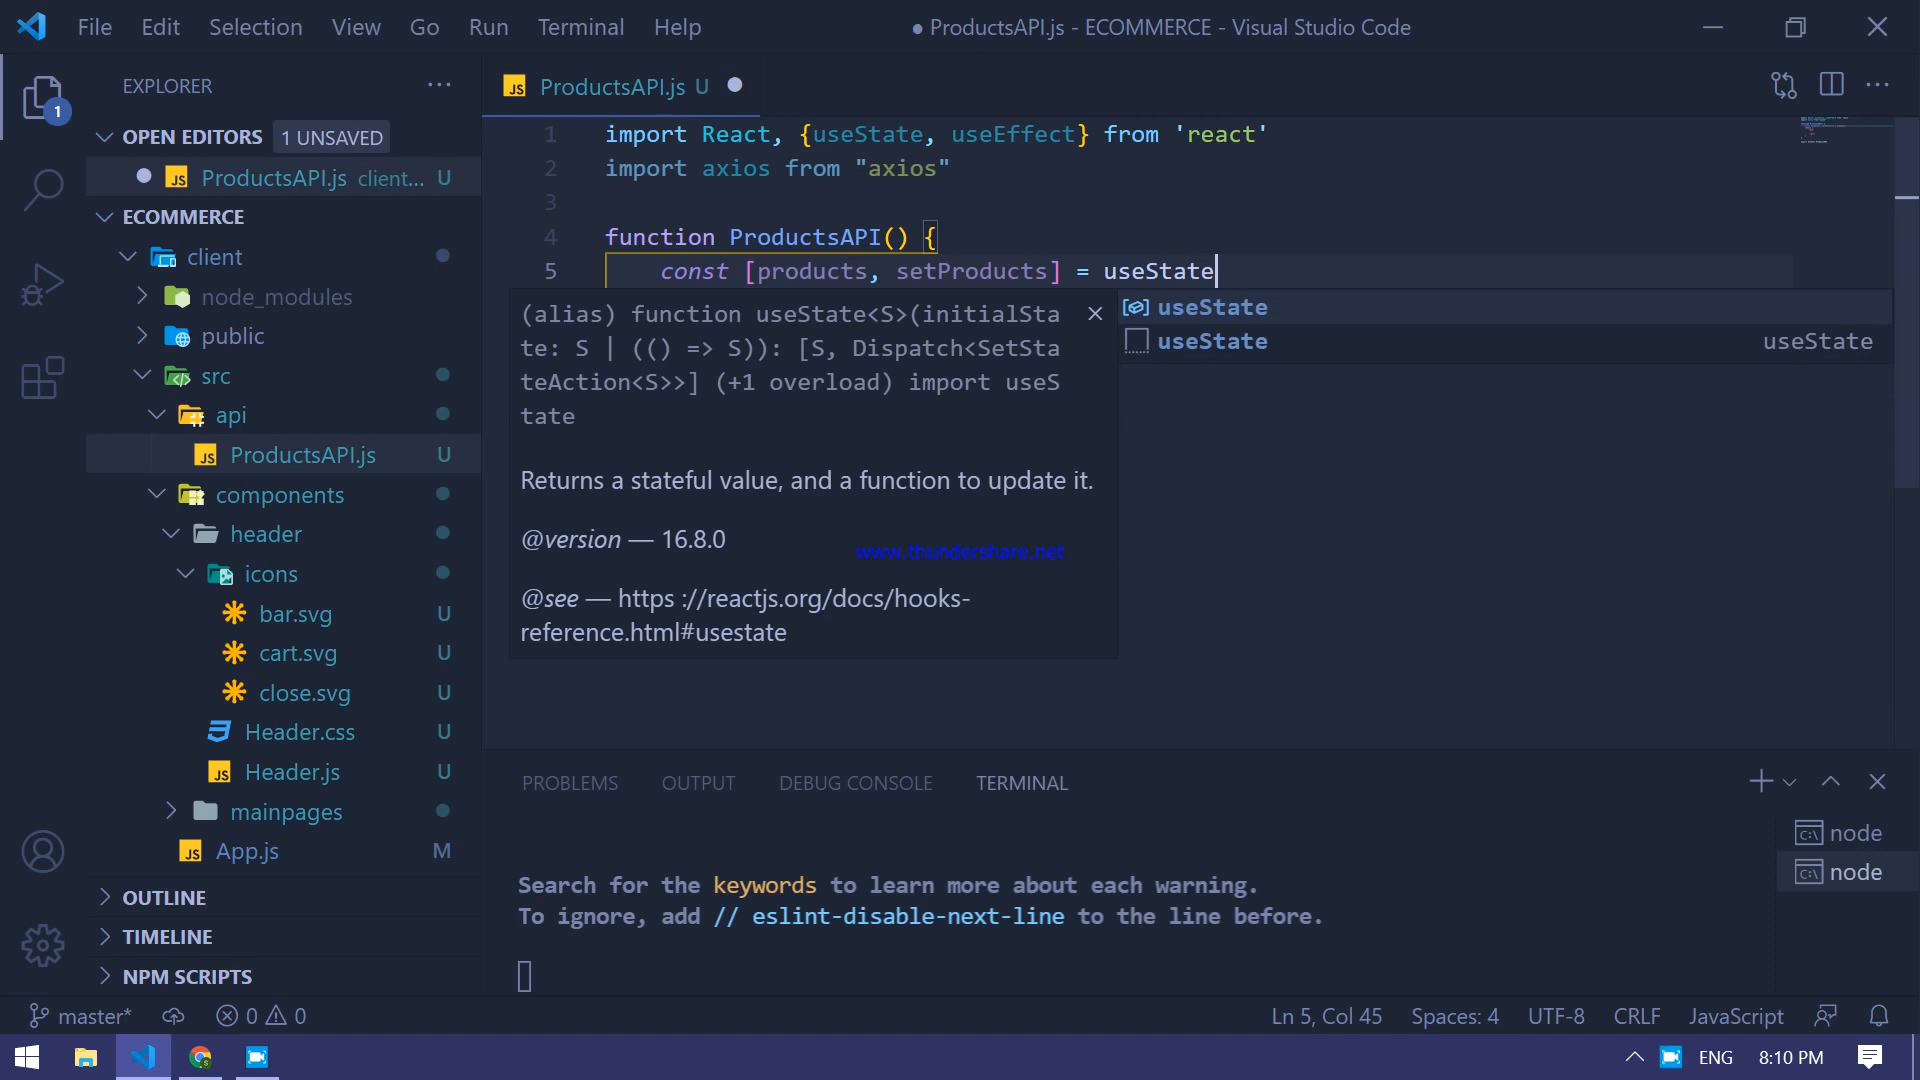 File Edit Selection View Go Run Terminal Help
● ProductsAPI.js - ECOMMERCE - Visual Studio Code
EXPLORER
OPEN EDITORS 1 UNSAVED
JS ProductsAPI.js client... U
ECOMMERCE
client
node_modules
public
src
api
JS ProductsAPI.js U
components
header
icons
bar.svg U
cart.svg U
close.svg U
Header.css U
JS Header.js U
mainpages
JS App.js M
OUTLINE
TIMELINE
NPM SCRIPTS
1
JS ProductsAPI.js U
1 import React, {useState, useEffect} from 'react'
2 import axios from "axios"
3
4 function ProductsAPI() {
5 const [products, setProducts] = useState
(alias) function useState<S>(initialSta
te: S | (() => S)): [S, Dispatch<SetSta
teAction<S>>] (+1 overload) import useS
tate
Returns a stateful value, and a function to update it.
@version — 16.8.0
www.thundershare.net
@see — https ://reactjs.org/docs/hooks-
reference.html#usestate
useState
useState useState
PROBLEMS OUTPUT DEBUG CONSOLE TERMINAL
Search for the keywords to learn more about each warning.
To ignore, add // eslint-disable-next-line to the line before.
C:\ node
C:\ node
master* 0 0 Ln 5, Col 45 Spaces: 4 UTF-8 CRLF JavaScript
ENG 8:10 PM